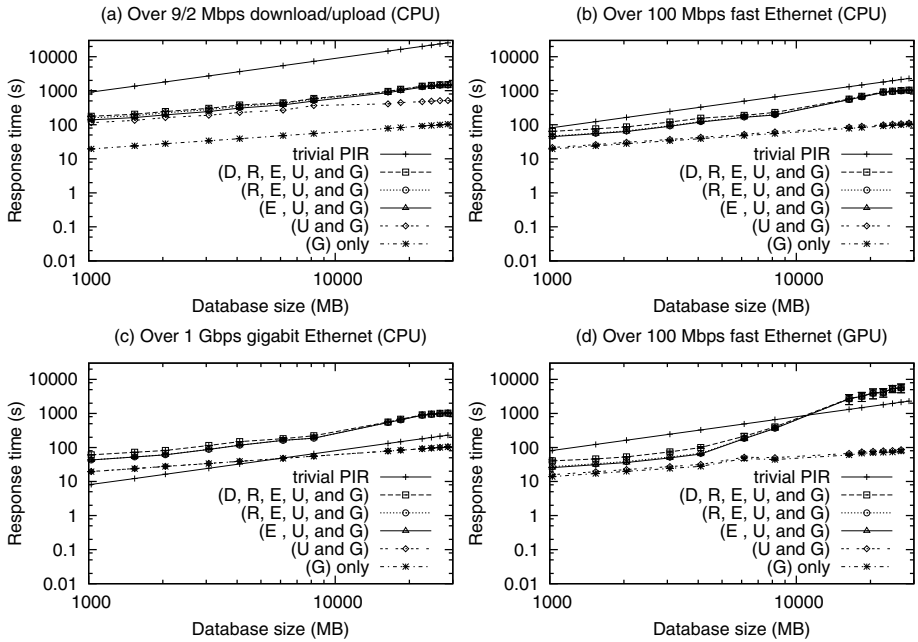 (a) Over 9/2 Mbps download/upload (CPU)
Response time (s)
10000
1000
100
10
1
0.1
0.01
trivial PIR
(D, R, E, U, and G)
(R, E, U, and G)
(E , U, and G)
(U and G)
(G) only
1000
10000
Database size (MB)
(b) Over 100 Mbps fast Ethernet (CPU)
Response time (s)
10000
1000
100
10
1
0.1
0.01
trivial PIR
(D, R, E, U, and G)
(R, E, U, and G)
(E , U, and G)
(U and G)
(G) only
1000
10000
Database size (MB)
(c) Over 1 Gbps gigabit Ethernet (CPU)
Response time (s)
10000
1000
100
10
1
0.1
0.01
trivial PIR
(D, R, E, U, and G)
(R, E, U, and G)
(E , U, and G)
(U and G)
(G) only
1000
10000
Database size (MB)
(d) Over 100 Mbps fast Ethernet (GPU)
Response time (s)
10000
1000
100
10
1
0.1
0.01
trivial PIR
(D, R, E, U, and G)
(R, E, U, and G)
(E , U, and G)
(U and G)
(G) only
1000
10000
Database size (MB)